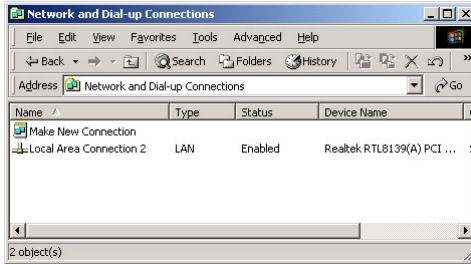 Network and Dial-up Connections
File Edit View Favorites Tools Advanced Help
Back Search Folders History »
Address Network and Dial-up Connections Go
Name Type Status Device Name
Make New Connection
Local Area Connection 2 LAN Enabled Realtek RTL8139(A) PCI ...
2 object(s)